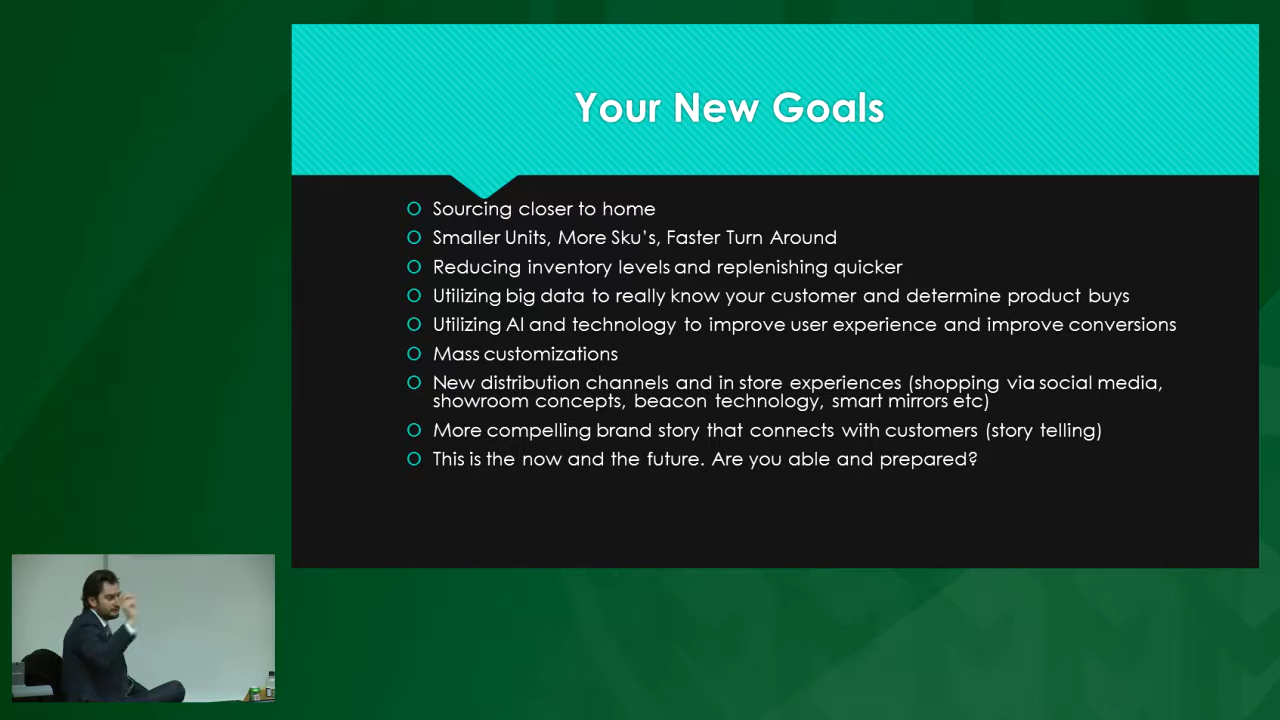 Your New Goals
Sourcing closer to home
Smaller Units, More Sku's, Faster Turn Around
Reducing inventory levels and replenishing quicker
Utilizing big data to really know your customer and determine product buys
Utilizing AI and technology to improve user experience and improve conversions
Mass customizations
New distribution channels and in store experiences (shopping via social media,
showroom concepts, beacon technology, smart mirrors etc)
More compelling brand story that connects with customers (story telling)
This is the now and the future. Are you able and prepared?